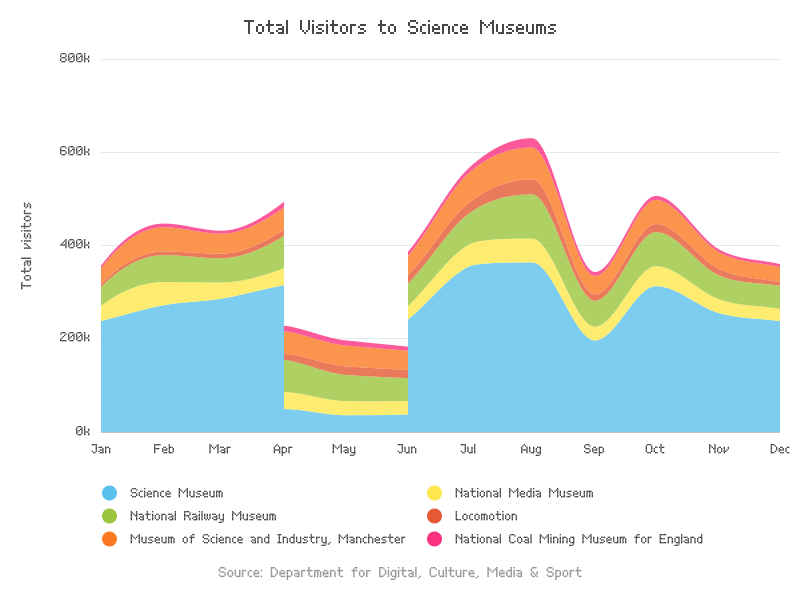 Total Visitors to Science Museums
800k
600k
400k
200k
0k
Total visitors
Jan Feb Mar Apr May Jun Jul Aug Sep Oct Nov Dec
Science Museum
National Media Museum
National Railway Museum
Locomotion
Museum of Science and Industry, Manchester
National Coal Mining Museum for England
Source: Department for Digital, Culture, Media & Sport